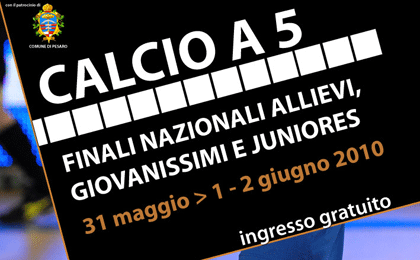 con il patrocinio di
COMUNE DI PESARO
CALCIO A 5
FINALI NAZIONALI ALLIEVI,
GIOVANISSIMI E JUNIORES
31 maggio > 1 - 2 giugno 2010
ingresso gratuito